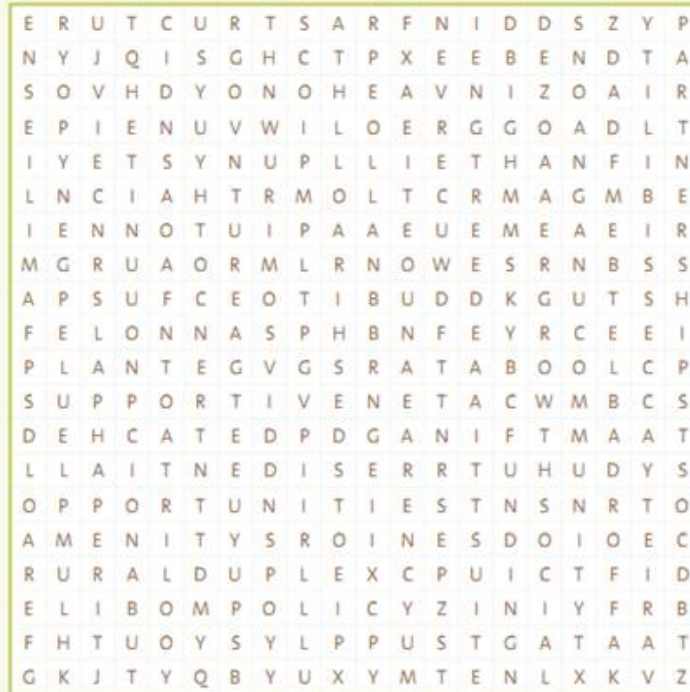 E R U T C U R T S A R F N I D D S Z Y P
N Y J Q I S G H C T P X E E B E N D T A
S O V H D Y O N O H E A V N I Z O A I R
E P I E N U V W I L O E R G G O A D L T
I Y E T S Y N U P L L I E T H A N F I N
L N C I A H T R M O L T C R M A G M B E
I E N N O T U I P A A E U E M E A E I R
M G R U A O R M L R N O W E S R N B S S
A P S U F C E O T I B U D D K G U T S H
F E L O N N A S P H B N F E Y R C E E I
P L A N T E G V G S R A T A B O O L C P
S U P P O R T I V E N E T A C W M B C S
D E H C A T E D P D G A N I F T M A A T
L L A I T N E D I S E R R T U H U D Y S
O P P O R T U N I T I E S T N S N R T O
A M E N I T Y S R O I N E S D O I O E C
R U R A L D U P L E X C P U I C T F I D
E L I B O M P O L I C Y Z I N I Y F R B
F H T U O Y S Y L P P U S T G A T A A T
G K J T Y Q B Y U X Y M T E N L X K V Z